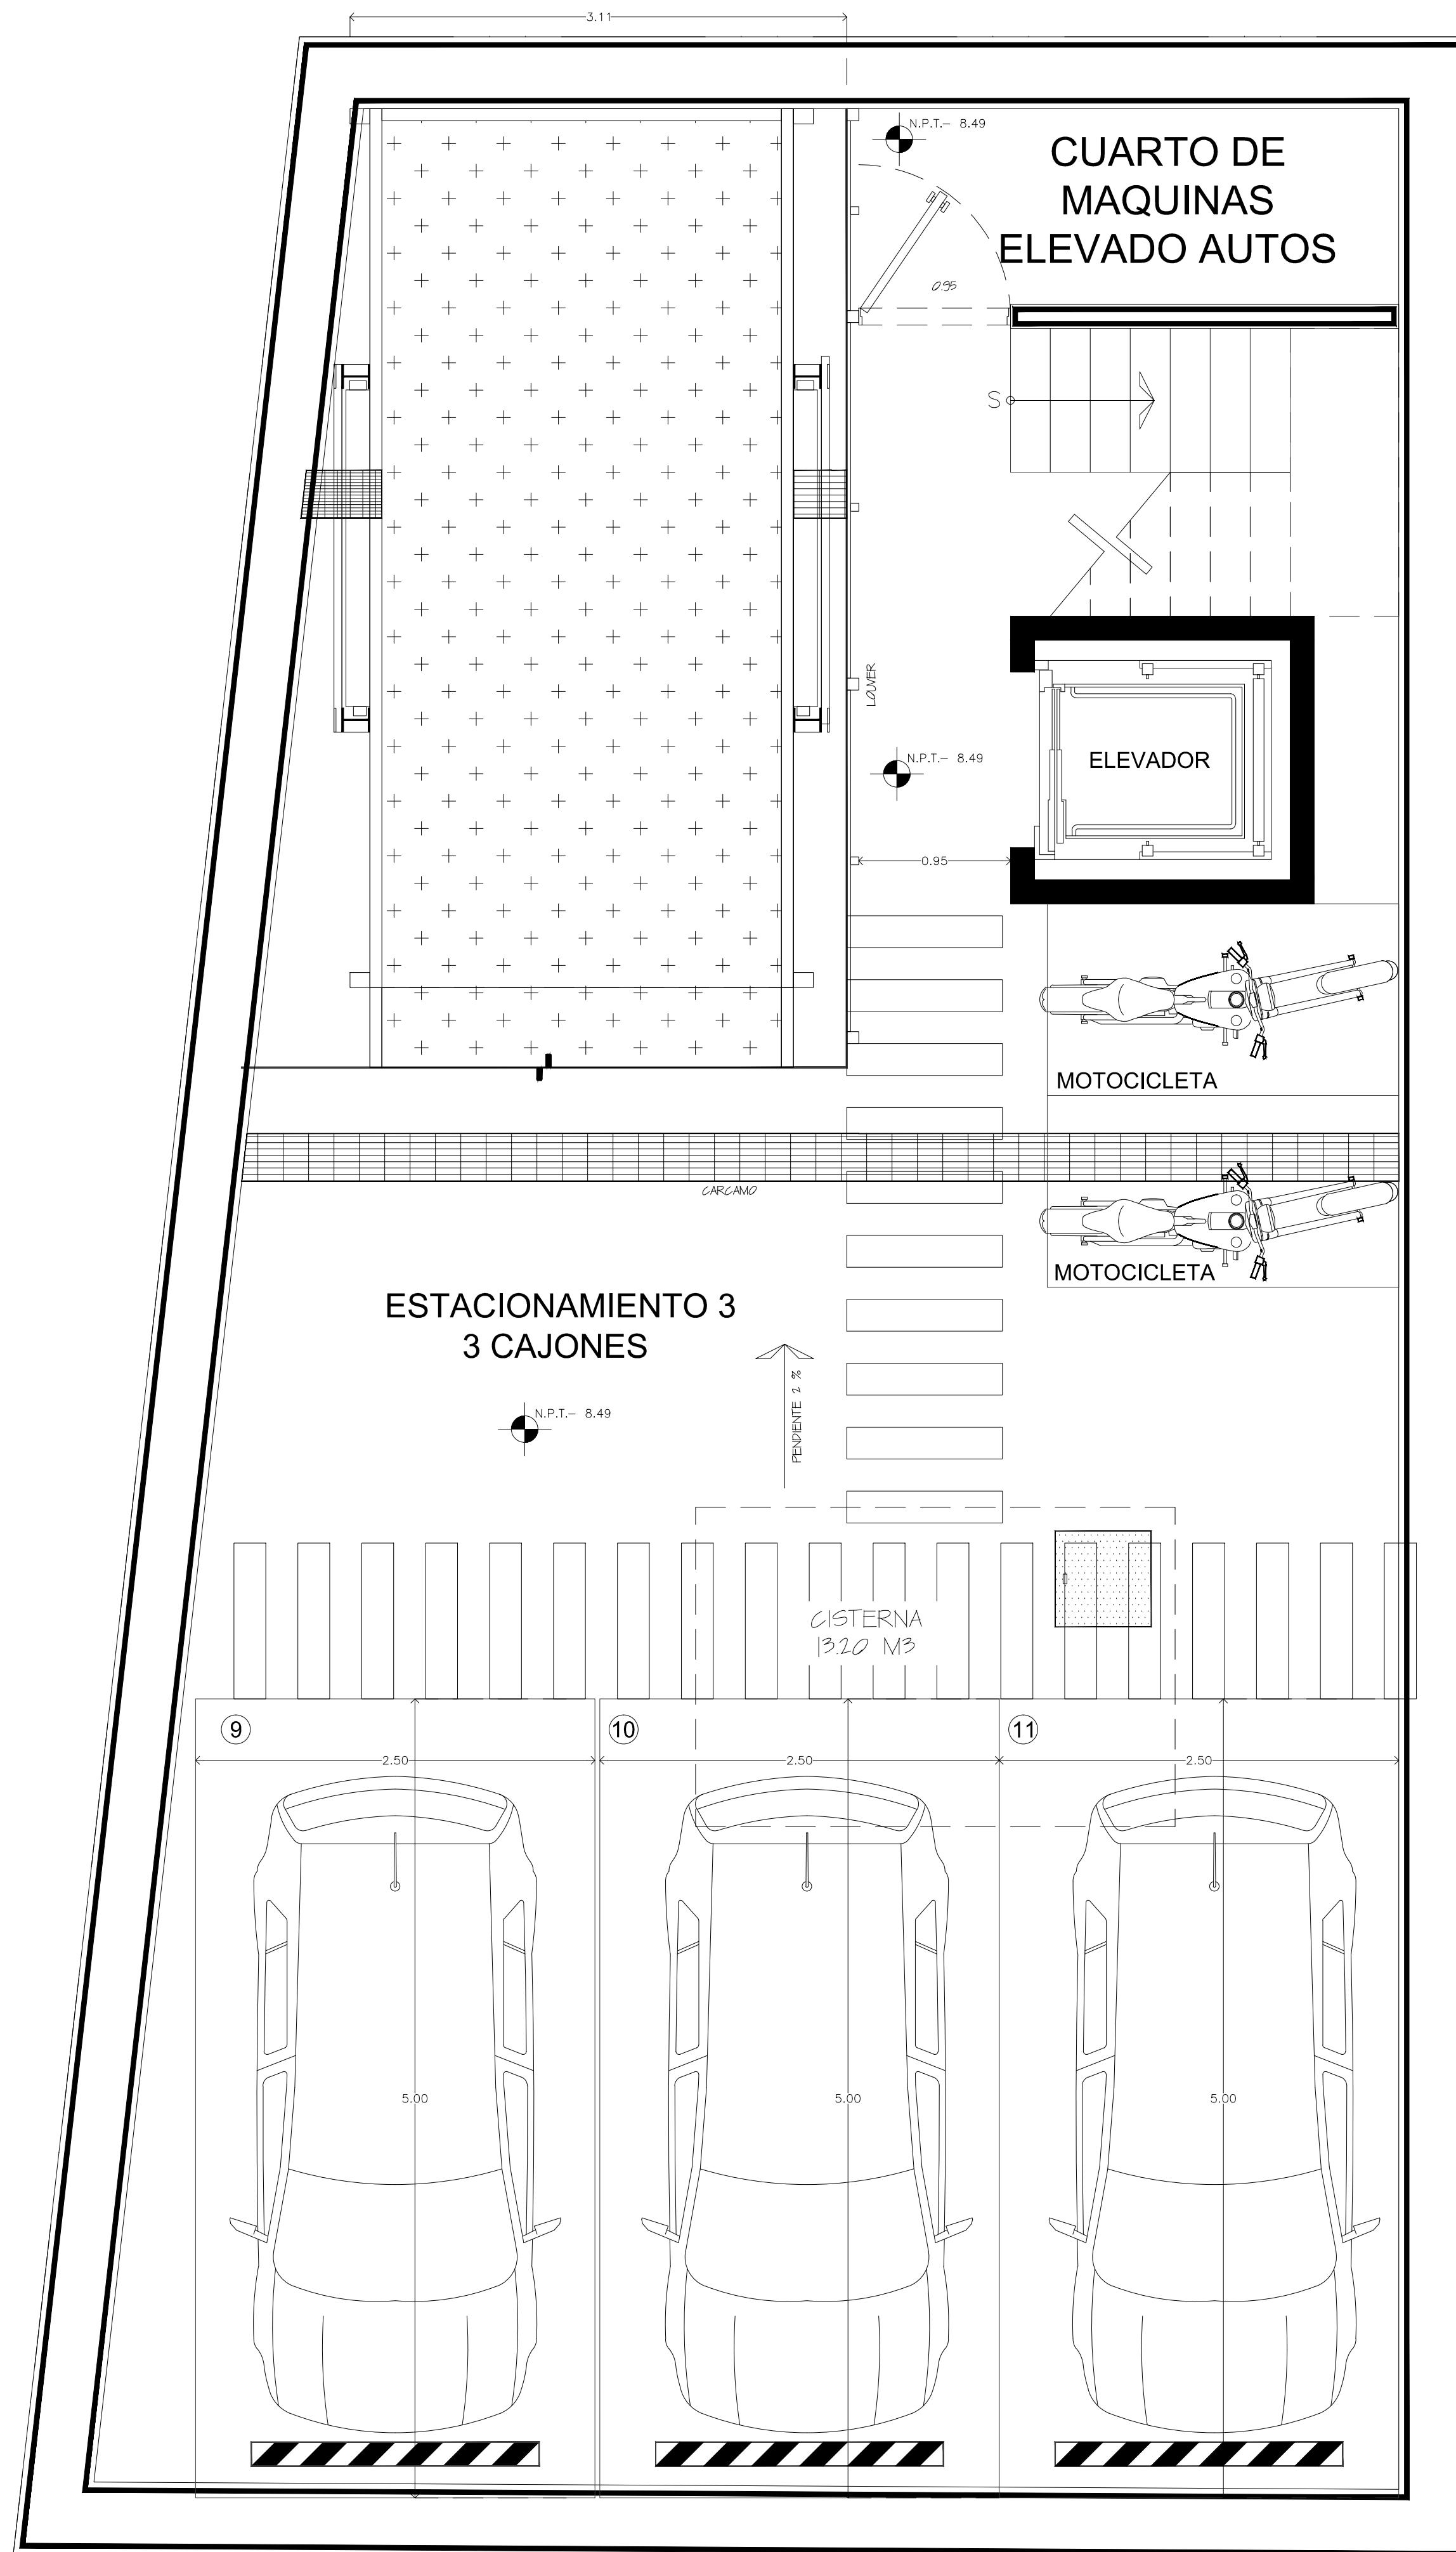 3.11
N.P.T.- 8.49
CUARTO DE
MAQUINAS
ELEVADO AUTOS
0.95
S
LOUVER
N.P.T.- 8.49
ELEVADOR
0.95
MOTOCICLETA
CARCAMO
MOTOCICLETA
ESTACIONAMIENTO 3
3 CAJONES
PENDIENTE 2 %
N.P.T.- 8.49
CISTERNA
13.20 M3
9
10
11
2.50
2.50
2.50
5.00
5.00
5.00